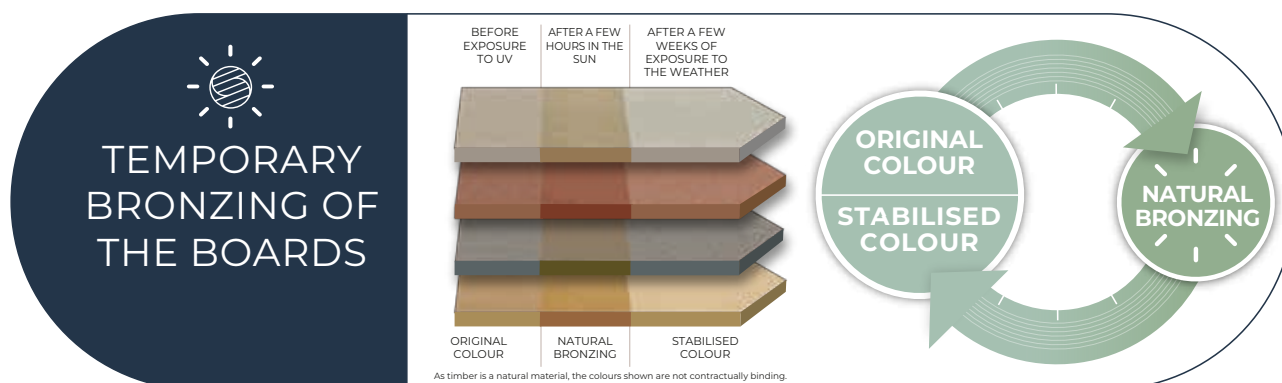 TEMPORARY
BRONZING OF
THE BOARDS
BEFORE
EXPOSURE
TO UV
AFTER A FEW
HOURS IN THE
SUN
AFTER A FEW
WEEKS OF
EXPOSURE TO
THE WEATHER
ORIGINAL
COLOUR
NATURAL
BRONZING
STABILISED
COLOUR
As timber is a natural material, the colours shown are not contractually binding.
ORIGINAL
COLOUR
STABILISED
COLOUR
NATURAL
BRONZING